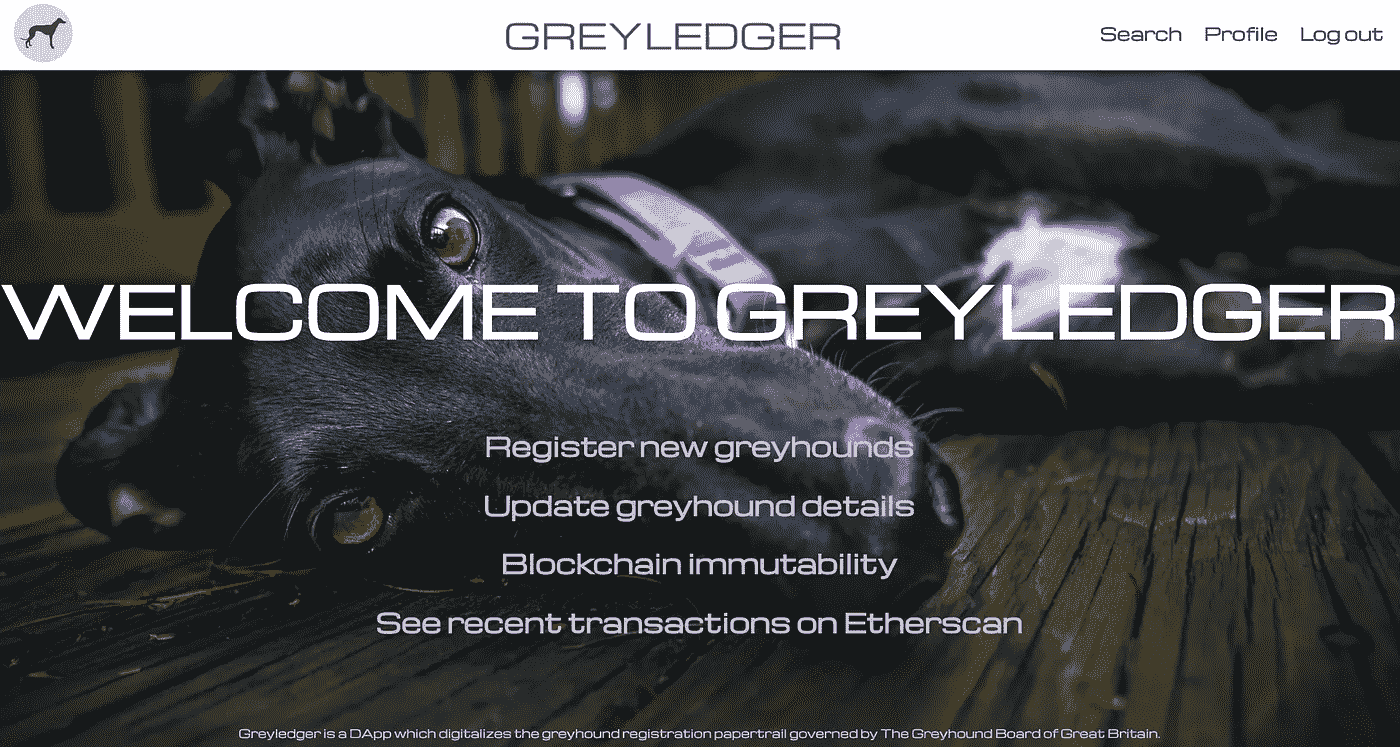 GREYLEDGER
Search Profile Log out
WELCOME TO GREYLEDGER
Register new greyhounds
Update greyhound details
Blockchain immutability
See recent transactions on Etherscan
Greyledger is a DApp which digitalizes the greyhound registration papertrail governed by The Greyhound Board of Great Britain.